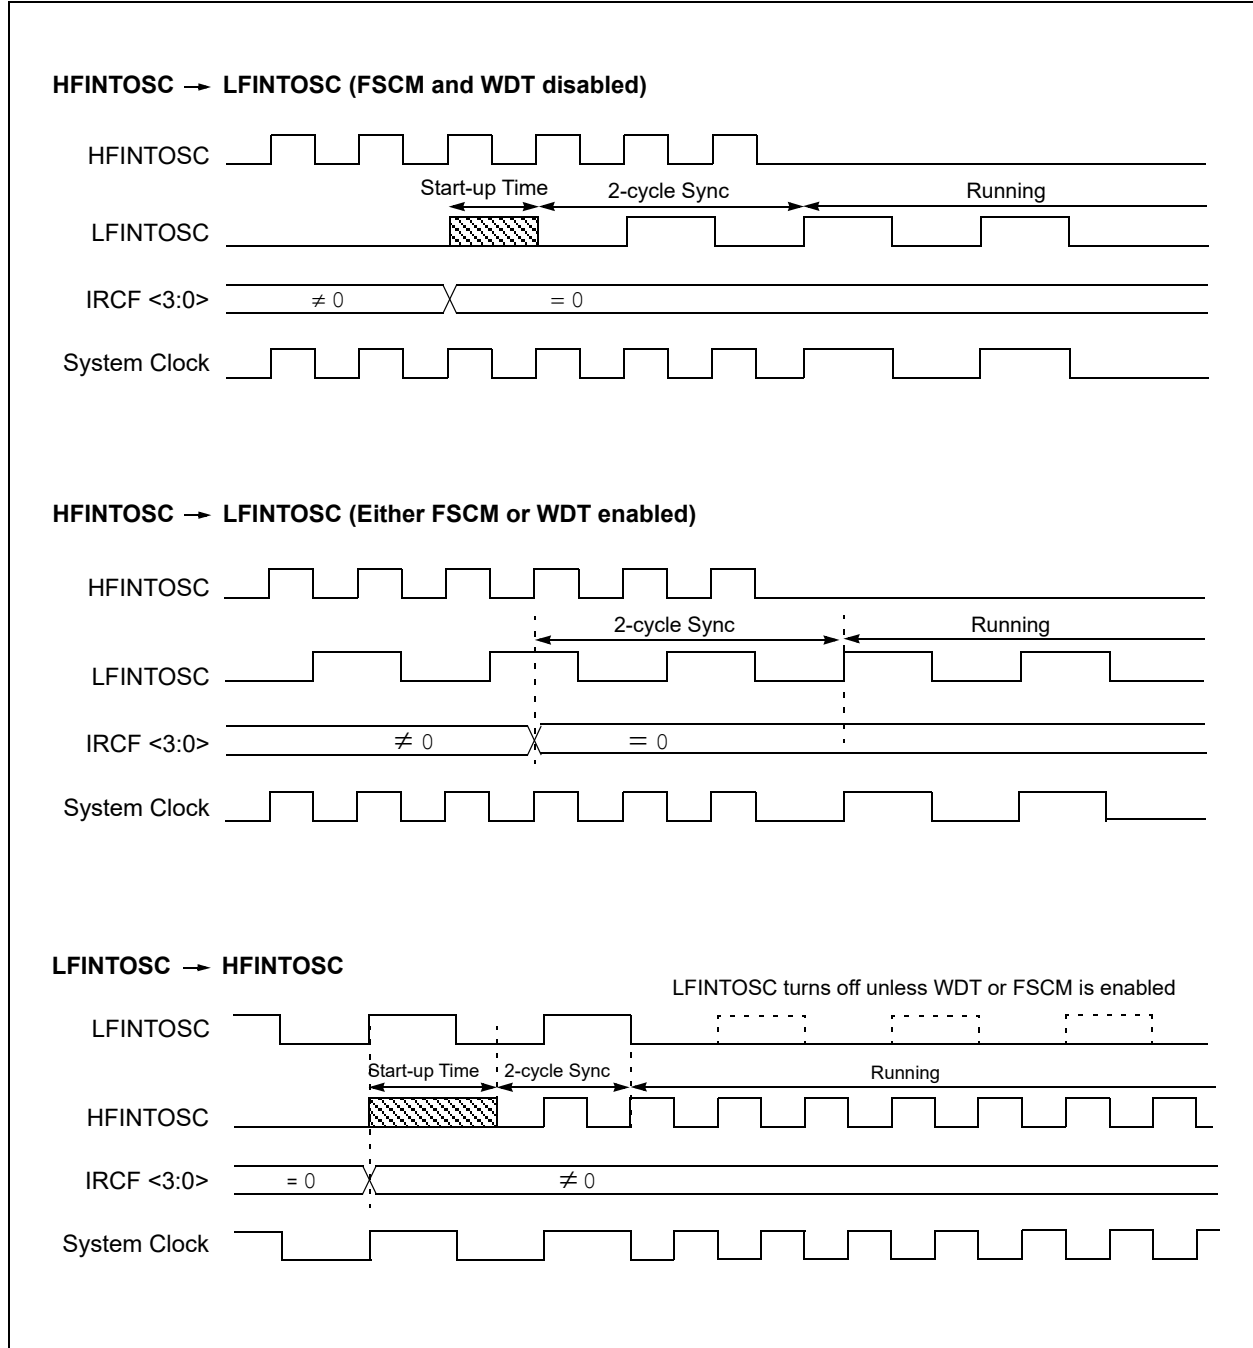 HFINTOSC → LFINTOSC (FSCM and WDT disabled)
HFINTOSC
Start-up Time 2-cycle Sync Running
LFINTOSC
IRCF <3:0> ≠ 0 = 0
System Clock
HFINTOSC → LFINTOSC (Either FSCM or WDT enabled)
HFINTOSC
2-cycle Sync Running
LFINTOSC
IRCF <3:0> ≠ 0 = 0
System Clock
LFINTOSC → HFINTOSC
LFINTOSC turns off unless WDT or FSCM is enabled
LFINTOSC
Start-up Time 2-cycle Sync Running
HFINTOSC
IRCF <3:0> = 0 ≠ 0
System Clock